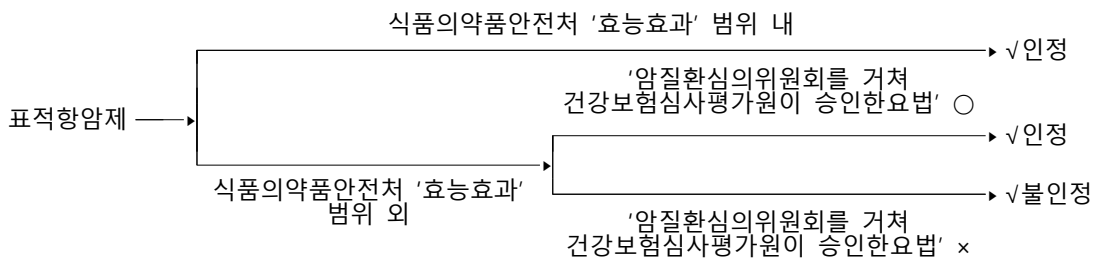 식품의약품안전처 '효능효과' 범위 내
√인정
'암질환심의위원회를 거쳐
건강보험심사평가원이 승인한요법' ○
표적항암제
√인정
식품의약품안전처 '효능효과'
범위 외
√불인정
'암질환심의위원회를 거쳐
건강보험심사평가원이 승인한요법' ×